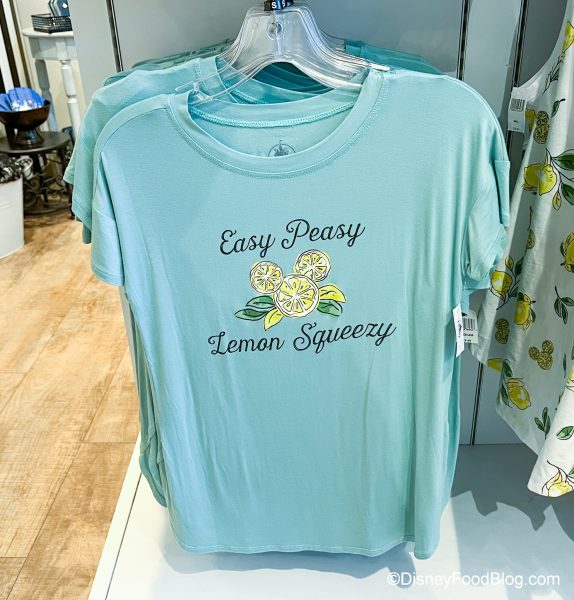 S S
Easy Peasy
Lemon Squeezy
©DisneyFoodBlog.com